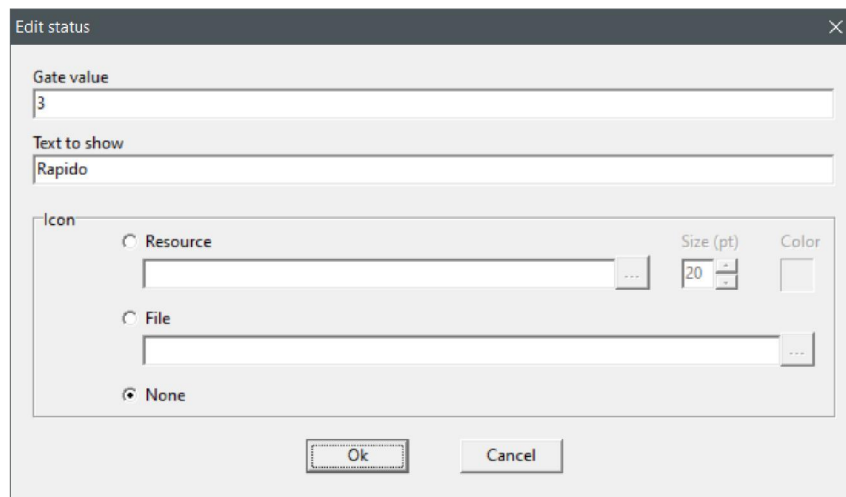 Edit status
Gate value
3
Text to show
Rapido
Icon
Resource
Size (pt)
Color
...
20
File
...
None
Ok
Cancel